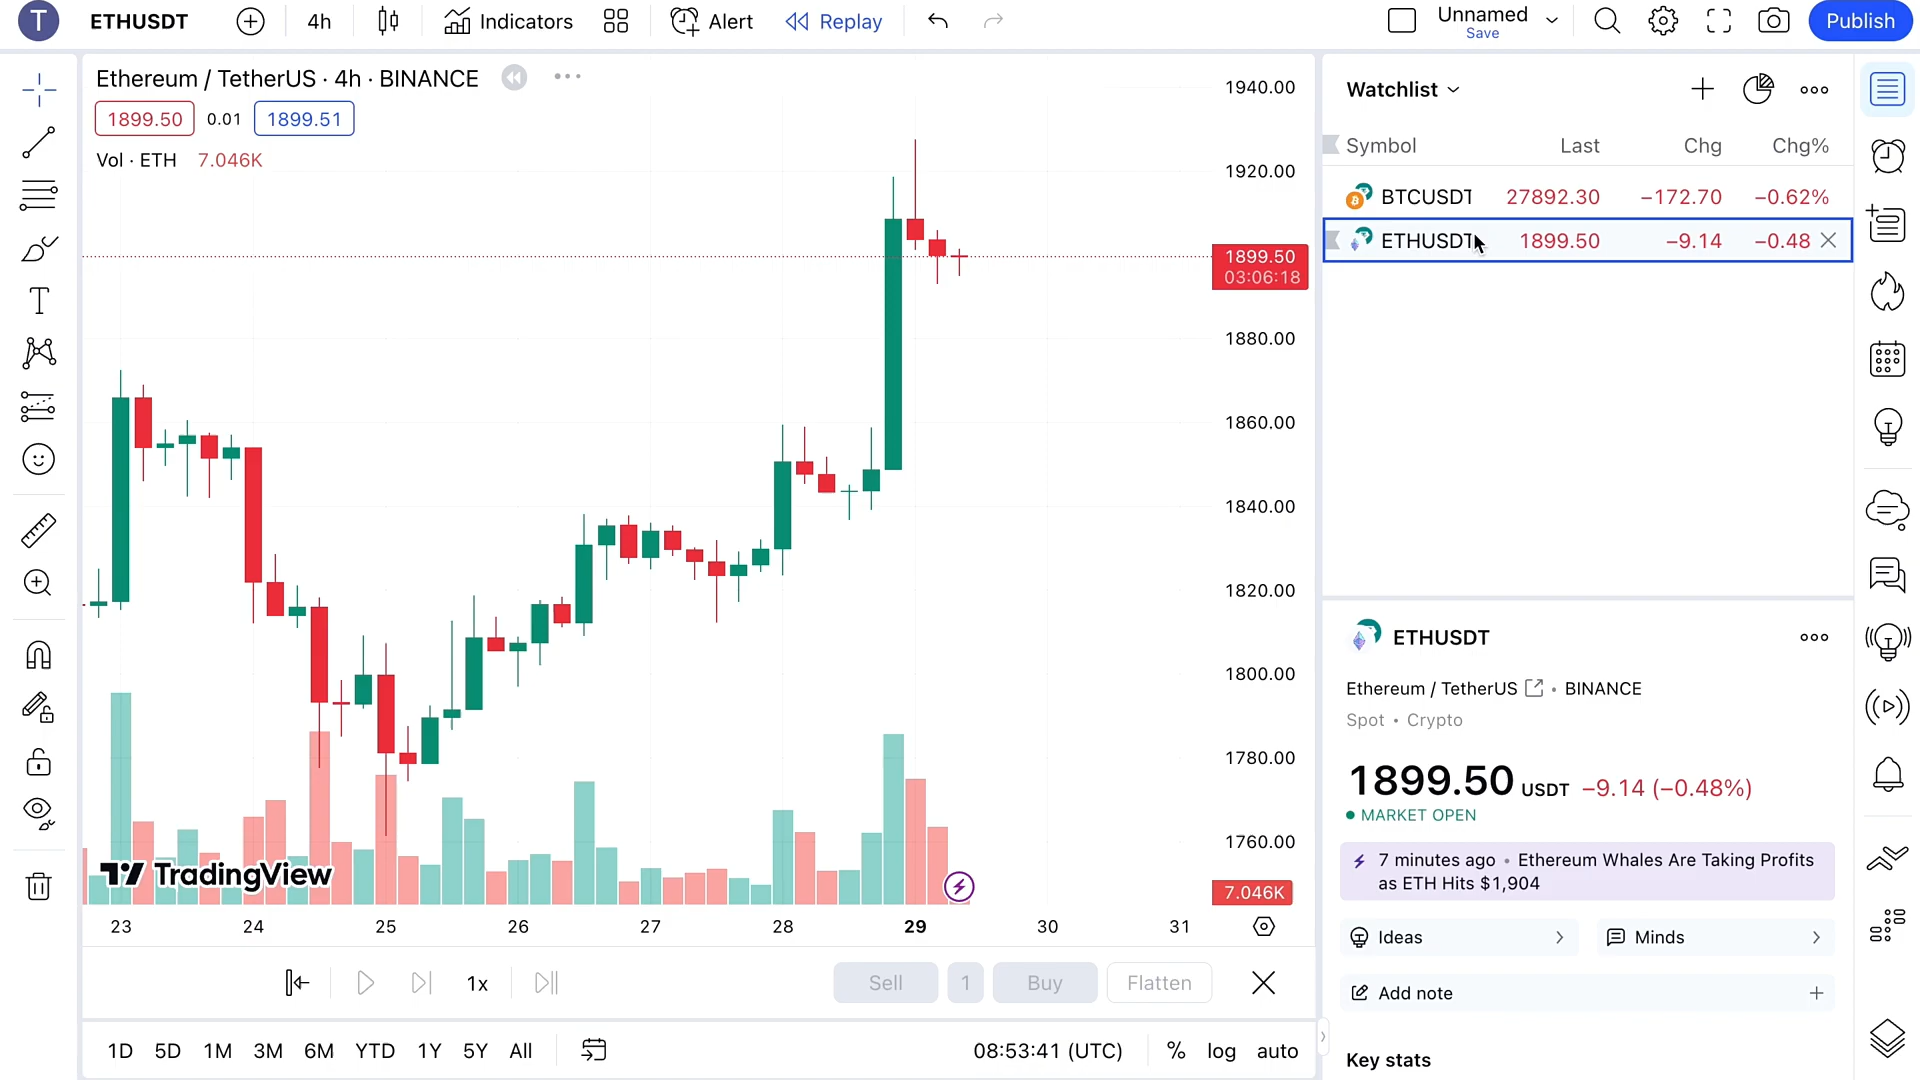 T
ETHUSDT
4h
Indicators
Alert
Replay
Unnamed
Save
Publish
Ethereum / TetherUS · 4h · BINANCE
1899.50
0.01
1899.51
Vol · ETH 7.046K
1940.00
1920.00
1899.50
03:06:18
1880.00
1860.00
1840.00
1820.00
1800.00
1780.00
1760.00
7.046K
TradingView
23 24 25 26 27 28 29 30 31
1x
Sell
1
Buy
Flatten
1D 5D 1M 3M 6M YTD 1Y 5Y All
08:53:41 (UTC)
%
log
auto
Watchlist
Symbol Last Chg Chg%
BTCUSDT 27892.30 −172.70 −0.62%
ETHUSDT 1899.50 −9.14 −0.48
ETHUSDT
Ethereum / TetherUS • BINANCE
Spot • Crypto
1899.50 USDT −9.14 (−0.48%)
MARKET OPEN
7 minutes ago • Ethereum Whales Are Taking Profits
as ETH Hits $1,904
Ideas
Minds
Add note
Key stats